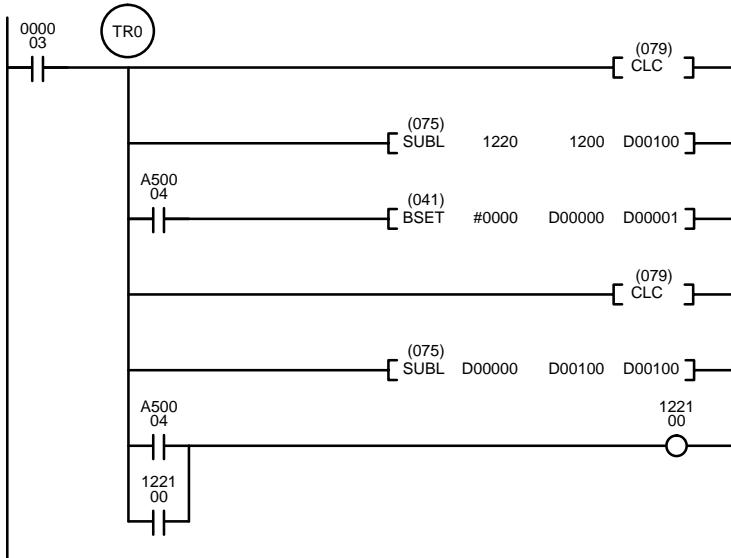 0000
03
TR0
(079)
CLC
(075)
SUBL 1220 1200 D00100
A500
04
(041)
BSET #0000 D00000 D00001
(079)
CLC
(075)
SUBL D00000 D00100 D00100
A500
04
1221
00
1221
00